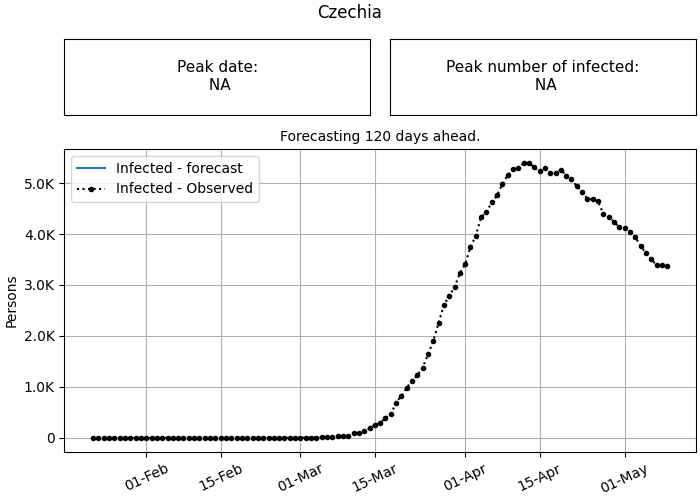 Czechia
Peak date:
NA
Peak number of infected:
NA
Forecasting 120 days ahead.
Infected - forecast
Infected - Observed
5.0K
4.0K
3.0K
2.0K
1.0K
0
Persons
01-Feb
15-Feb
01-Mar
15-Mar
01-Apr
15-Apr
01-May